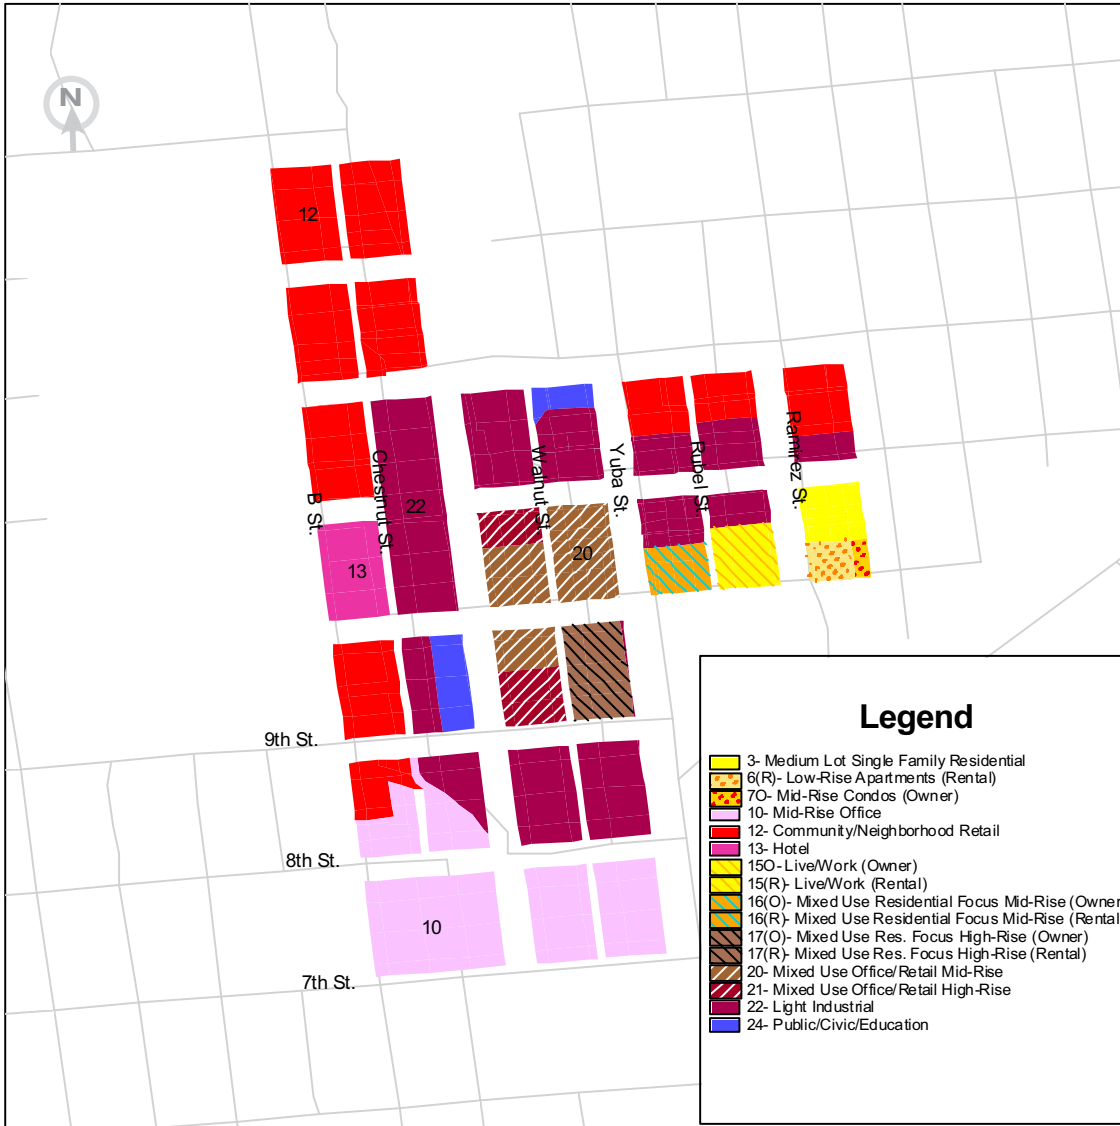 N
12
Chestnut St.
B St.
22
13
Walnut St
Yuba St.
Rubel St.
Ramirez St.
20
9th St.
8th St.
10
7th St.
Legend
3- Medium Lot Single Family Residential
6(R)- Low-Rise Apartments (Rental)
7O- Mid-Rise Condos (Owner)
10- Mid-Rise Office
12- Community/Neighborhood Retail
13- Hotel
15O- Live/Work (Owner)
15(R)- Live/Work (Rental)
16(O)- Mixed Use Residential Focus Mid-Rise (Owner
16(R)- Mixed Use Residential Focus Mid-Rise (Rental
17(O)- Mixed Use Res. Focus High-Rise (Owner)
17(R)- Mixed Use Res. Focus High-Rise (Rental)
20- Mixed Use Office/Retail Mid-Rise
21- Mixed Use Office/Retail High-Rise
22- Light Industrial
24- Public/Civic/Education